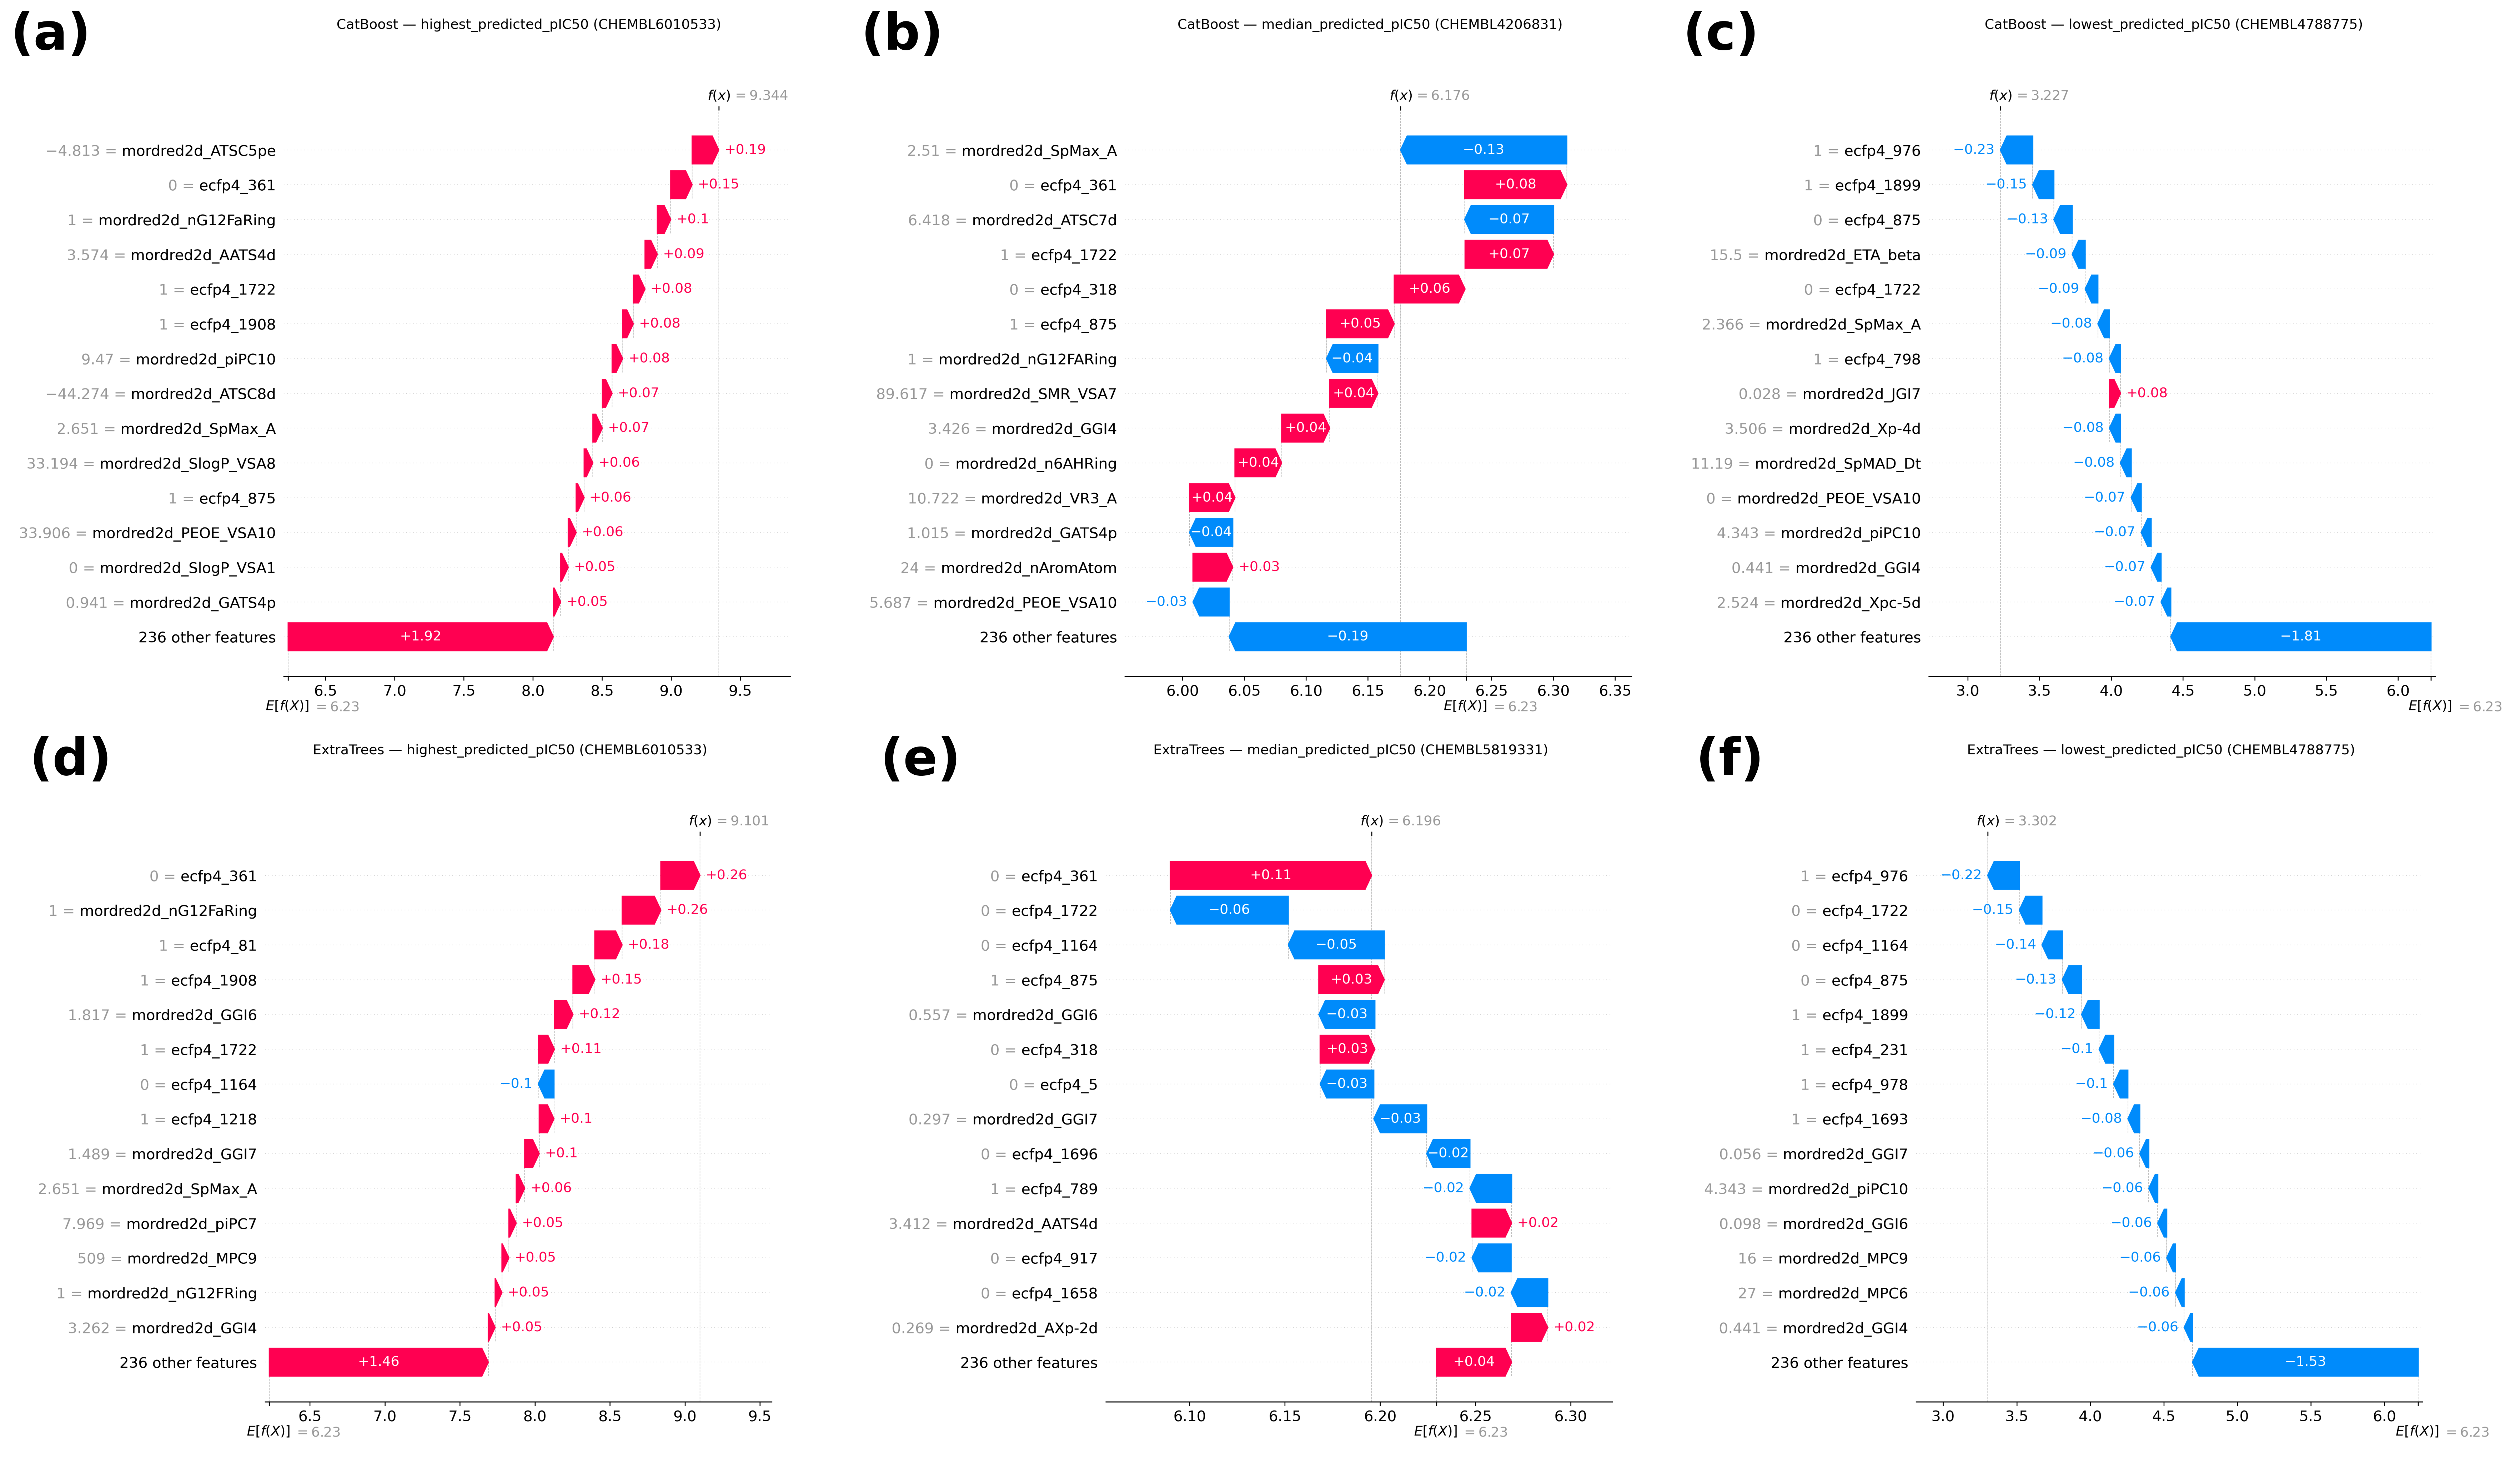 (a)
CatBoost — highest_predicted_pIC50 (CHEMBL6010533)
f(x) = 9.344
−4.813 = mordred2d_ATSC5pe +0.19
0 = ecfp4_361 +0.15
1 = mordred2d_nG12FaRing +0.1
3.574 = mordred2d_AATS4d +0.09
1 = ecfp4_1722 +0.08
1 = ecfp4_1908 +0.08
9.47 = mordred2d_piPC10 +0.08
−44.274 = mordred2d_ATSC8d +0.07
2.651 = mordred2d_SpMax_A +0.07
33.194 = mordred2d_SlogP_VSA8 +0.06
1 = ecfp4_875 +0.06
33.906 = mordred2d_PEOE_VSA10 +0.06
0 = mordred2d_SlogP_VSA1 +0.05
0.941 = mordred2d_GATS4p +0.05
236 other features +1.92
6.5 7.0 7.5 8.0 8.5 9.0 9.5
E[f(X)] = 6.23
(b)
CatBoost — median_predicted_pIC50 (CHEMBL4206831)
f(x) = 6.176
2.51 = mordred2d_SpMax_A −0.13
0 = ecfp4_361 +0.08
6.418 = mordred2d_ATSC7d −0.07
1 = ecfp4_1722 +0.07
0 = ecfp4_318 +0.06
1 = ecfp4_875 +0.05
1 = mordred2d_nG12FARing −0.04
89.617 = mordred2d_SMR_VSA7 +0.04
3.426 = mordred2d_GGI4 +0.04
0 = mordred2d_n6AHRing +0.04
10.722 = mordred2d_VR3_A +0.04
1.015 = mordred2d_GATS4p −0.04
24 = mordred2d_nAromAtom +0.03
5.687 = mordred2d_PEOE_VSA10 −0.03
236 other features −0.19
6.00 6.05 6.10 6.15 6.20 6.25 6.30 6.35
E[f(X)] = 6.23
(c)
CatBoost — lowest_predicted_pIC50 (CHEMBL4788775)
f(x) = 3.227
1 = ecfp4_976 −0.23
1 = ecfp4_1899 −0.15
0 = ecfp4_875 −0.13
15.5 = mordred2d_ETA_beta −0.09
0 = ecfp4_1722 −0.09
2.366 = mordred2d_SpMax_A −0.08
1 = ecfp4_798 −0.08
0.028 = mordred2d_JGI7 +0.08
3.506 = mordred2d_Xp-4d −0.08
11.19 = mordred2d_SpMAD_Dt −0.08
0 = mordred2d_PEOE_VSA10 −0.07
4.343 = mordred2d_piPC10 −0.07
0.441 = mordred2d_GGI4 −0.07
2.524 = mordred2d_Xpc-5d −0.07
236 other features −1.81
3.0 3.5 4.0 4.5 5.0 5.5 6.0
E[f(X)] = 6.23
(d)
ExtraTrees — highest_predicted_pIC50 (CHEMBL6010533)
f(x) = 9.101
0 = ecfp4_361 +0.26
1 = mordred2d_nG12FaRing +0.26
1 = ecfp4_81 +0.18
1 = ecfp4_1908 +0.15
1.817 = mordred2d_GGI6 +0.12
1 = ecfp4_1722 +0.11
0 = ecfp4_1164 −0.1
1 = ecfp4_1218 +0.1
1.489 = mordred2d_GGI7 +0.1
2.651 = mordred2d_SpMax_A +0.06
7.969 = mordred2d_piPC7 +0.05
509 = mordred2d_MPC9 +0.05
1 = mordred2d_nG12FRing +0.05
3.262 = mordred2d_GGI4 +0.05
236 other features +1.46
6.5 7.0 7.5 8.0 8.5 9.0 9.5
E[f(X)] = 6.23
(e)
ExtraTrees — median_predicted_pIC50 (CHEMBL5819331)
f(x) = 6.196
0 = ecfp4_361 +0.11
0 = ecfp4_1722 −0.06
0 = ecfp4_1164 −0.05
1 = ecfp4_875 +0.03
0.557 = mordred2d_GGI6 −0.03
0 = ecfp4_318 +0.03
0 = ecfp4_5 −0.03
0.297 = mordred2d_GGI7 −0.03
0 = ecfp4_1696 −0.02
1 = ecfp4_789 −0.02
3.412 = mordred2d_AATS4d +0.02
0 = ecfp4_917 −0.02
0 = ecfp4_1658 −0.02
0.269 = mordred2d_AXp-2d +0.02
236 other features +0.04
6.10 6.15 6.20 6.25 6.30
E[f(X)] = 6.23
(f)
ExtraTrees — lowest_predicted_pIC50 (CHEMBL4788775)
f(x) = 3.302
1 = ecfp4_976 −0.22
0 = ecfp4_1722 −0.15
0 = ecfp4_1164 −0.14
0 = ecfp4_875 −0.13
1 = ecfp4_1899 −0.12
1 = ecfp4_231 −0.1
1 = ecfp4_978 −0.1
1 = ecfp4_1693 −0.08
0.056 = mordred2d_GGI7 −0.06
4.343 = mordred2d_piPC10 −0.06
0.098 = mordred2d_GGI6 −0.06
16 = mordred2d_MPC9 −0.06
27 = mordred2d_MPC6 −0.06
0.441 = mordred2d_GGI4 −0.06
236 other features −1.53
3.0 3.5 4.0 4.5 5.0 5.5 6.0
E[f(X)] = 6.23